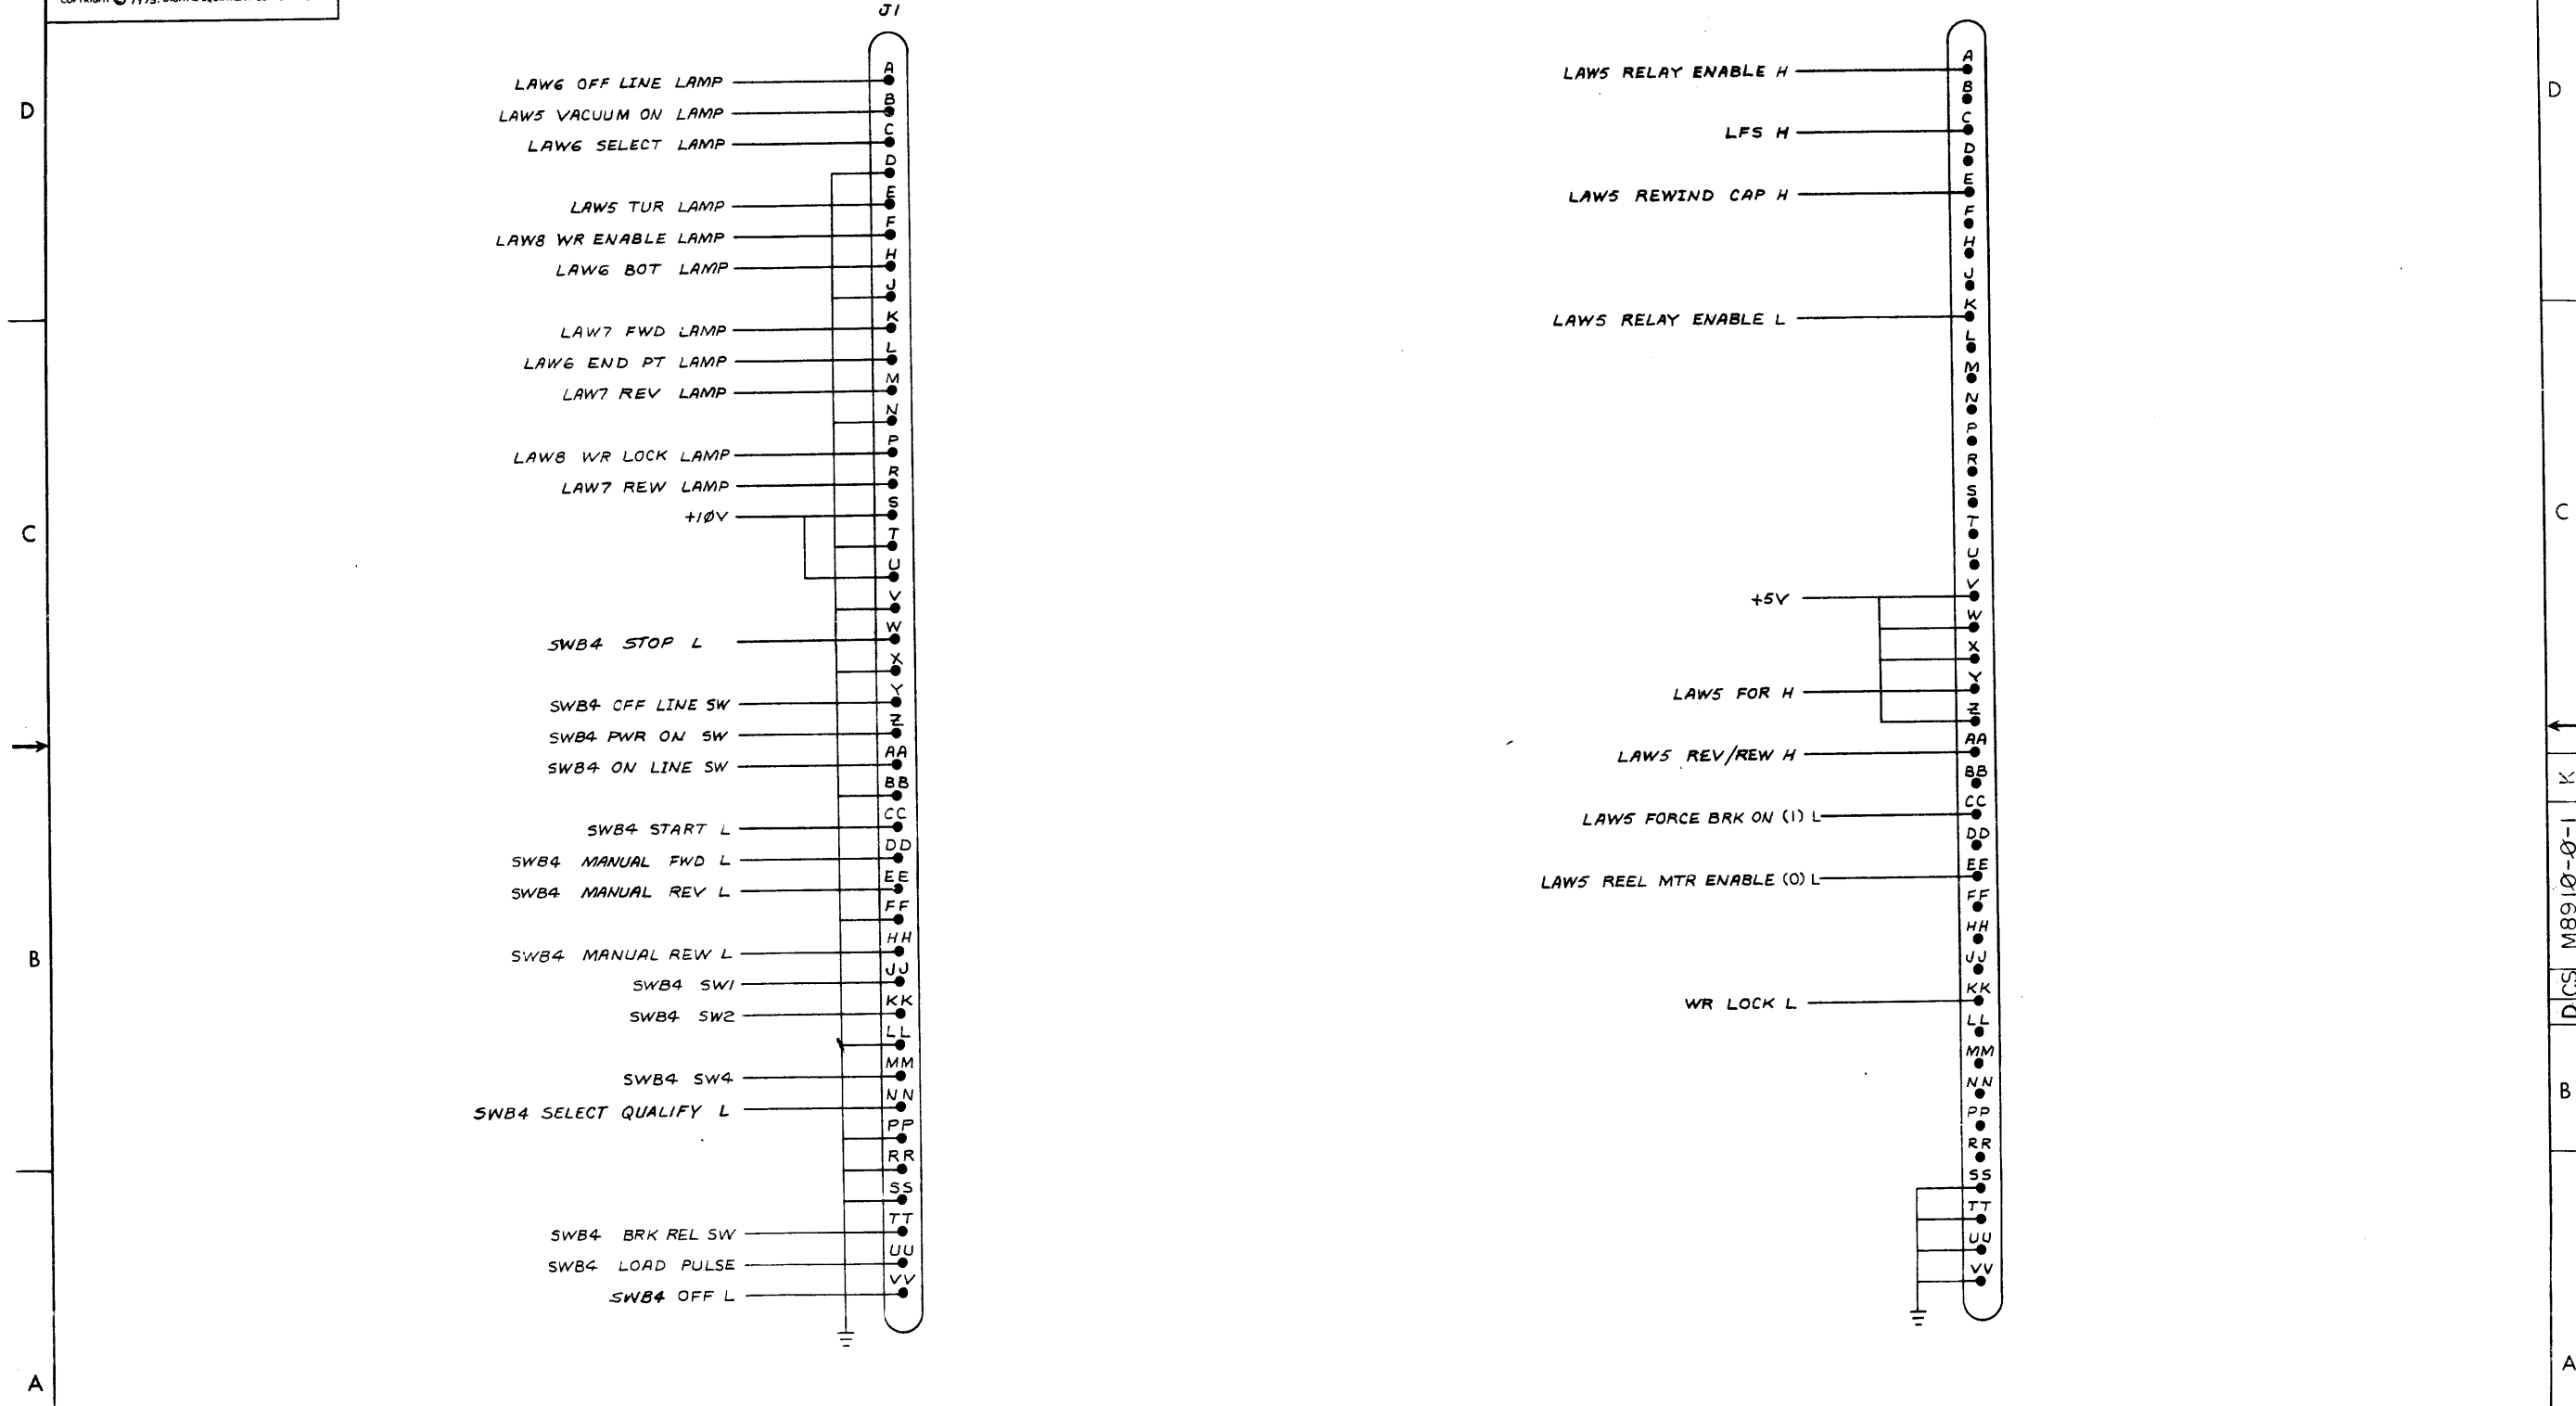 COPYRIGHT © 1973, DIGITAL EQUIPMENT
J1
LAW6 OFF LINE LAMP A
LAW5 VACUUM ON LAMP B
LAW6 SELECT LAMP C
D
LAW5 TUR LAMP E
LAW8 WR ENABLE LAMP F
LAW6 BOT LAMP H
J
LAW7 FWD LAMP K
LAW6 END PT LAMP L
LAW7 REV LAMP M
N
LAW8 WR LOCK LAMP P
LAW7 REW LAMP R
+10V S
T
U
V
SWB4 STOP L W
X
SWB4 OFF LINE SW Y
SWB4 PWR ON SW Z
SWB4 ON LINE SW AA
BB
SWB4 START L CC
SWB4 MANUAL FWD L DD
SWB4 MANUAL REV L EE
FF
SWB4 MANUAL REW L HH
SWB4 SW1 JJ
SWB4 SW2 KK
LL
SWB4 SW4 MM
SWB4 SELECT QUALIFY L NN
PP
RR
SS
SWB4 BRK REL SW TT
SWB4 LOAD PULSE UU
SWB4 OFF L VV
LAW5 RELAY ENABLE H A
B
LFS H C
D
LAW5 REWIND CAP H E
F
H
J
LAW5 RELAY ENABLE L K
L
M
N
P
R
S
T
U
+5V V
W
X
LAW5 FOR H Y
Z
LAW5 REV/REW H AA
BB
LAW5 FORCE BRK ON (1) L CC
DD
LAW5 REEL MTR ENABLE (0) L EE
FF
HH
JJ
WR LOCK L KK
LL
MM
NN
PP
RR
SS
TT
UU
VV
D
C
B
A
D
C
B
A
D CS M8910-0-1 K